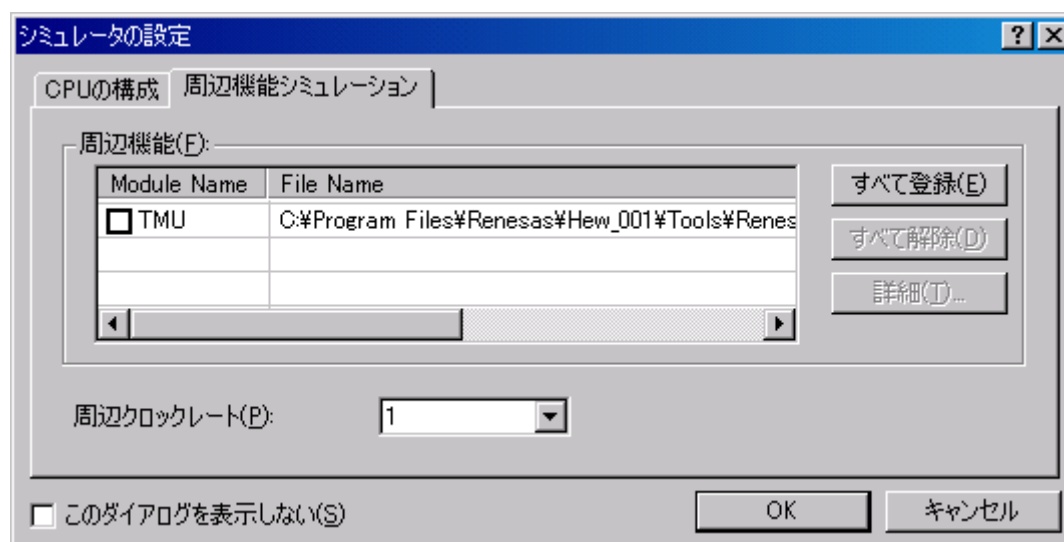 シミュレータの設定
CPUの構成 周辺機能シミュレーション
周辺機能(F):
Module Name File Name
TMU C:¥Program Files¥Renesas¥Hew_001¥Tools¥Renes
すべて登録(E)
すべて解除(D)
詳細(T)...
周辺クロックレート(P): 1
このダイアログを表示しない(S)
OK キャンセル